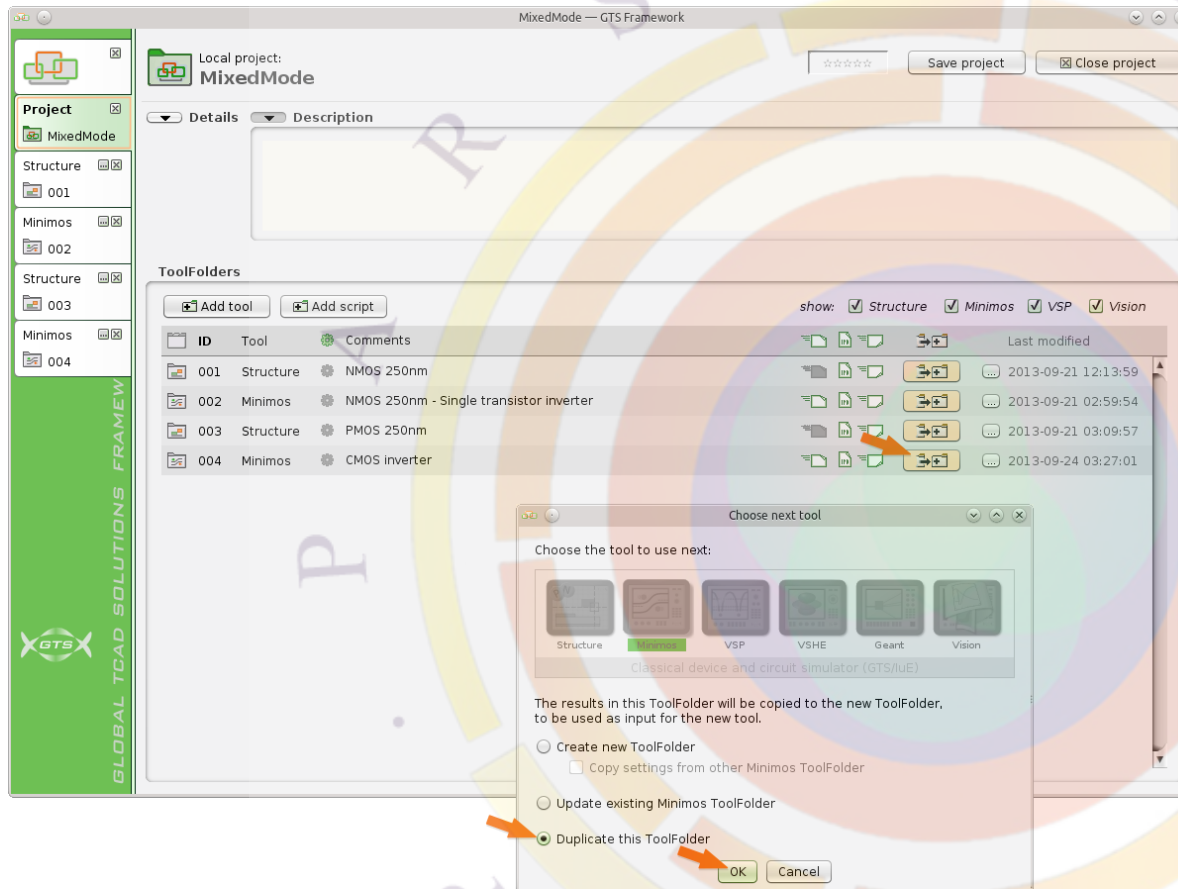 MixedMode — GTS Framework
Local project:
MixedMode
☆☆☆☆☆
Save project
Close project
Project
MixedMode
Details
Description
Structure
001
Minimos
002
Structure
003
Minimos
004
ToolFolders
Add tool
Add script
show: Structure Minimos VSP Vision
ID Tool Comments Last modified
001 Structure NMOS 250nm 2013-09-21 12:13:59
002 Minimos NMOS 250nm - Single transistor inverter 2013-09-21 02:59:54
003 Structure PMOS 250nm 2013-09-21 03:09:57
004 Minimos CMOS inverter 2013-09-24 03:27:01
GLOBAL TCAD SOLUTIONS FRAMEW
GTS
Choose next tool
Choose the tool to use next:
Structure Minimos VSP VSHE Geant Vision
Classical device and circuit simulator (GTS/IuE)
The results in this ToolFolder will be copied to the new ToolFolder,
to be used as input for the new tool.
Create new ToolFolder
Copy settings from other Minimos ToolFolder
Update existing Minimos ToolFolder
Duplicate this ToolFolder
OK Cancel
P A R